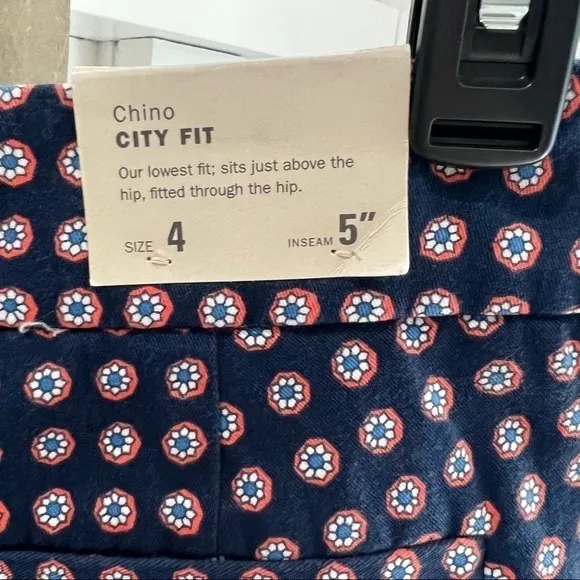 Chino
CITY FIT
Our lowest fit; sits just above the
hip, fitted through the hip.
SIZE 4 INSEAM 5"